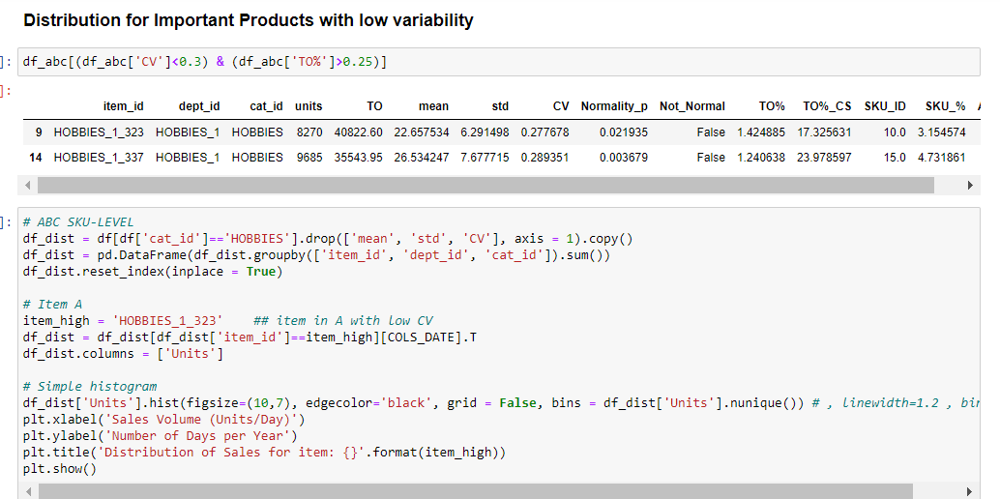 Distribution for Important Products with low variability
]: df_abc[(df_abc['CV']<0.3) & (df_abc['TO%']>0.25)]
]:
item_id dept_id cat_id units TO mean std CV Normality_p Not_Normal TO% TO%_CS SKU_ID SKU_%
9 HOBBIES_1_323 HOBBIES_1 HOBBIES 8270 40822.60 22.657534 6.291498 0.277678 0.021935 False 1.424885 17.325631 10.0 3.154574
14 HOBBIES_1_337 HOBBIES_1 HOBBIES 9685 35543.95 26.534247 7.677715 0.289351 0.003679 False 1.240638 23.978597 15.0 4.731861
]: # ABC SKU-LEVEL
df_dist = df[df['cat_id']=='HOBBIES'].drop(['mean', 'std', 'CV'], axis = 1).copy()
df_dist = pd.DataFrame(df_dist.groupby(['item_id', 'dept_id', 'cat_id']).sum())
df_dist.reset_index(inplace = True)
# Item A
item_high = 'HOBBIES_1_323'    ## item in A with low CV
df_dist = df_dist[df_dist['item_id']==item_high][COLS_DATE].T
df_dist.columns = ['Units']
# Simple histogram
df_dist['Units'].hist(figsize=(10,7), edgecolor='black', grid = False, bins = df_dist['Units'].nunique()) # , linewidth=1.2 , bin
plt.xlabel('Sales Volume (Units/Day)')
plt.ylabel('Number of Days per Year')
plt.title('Distribution of Sales for item: {}'.format(item_high))
plt.show()